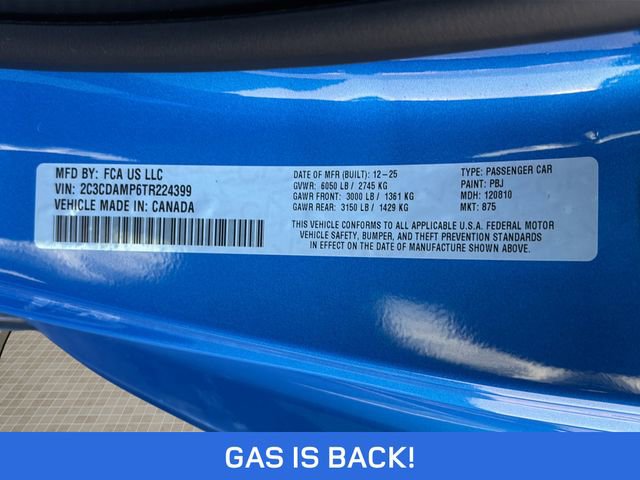 MFD BY: FCA US LLC
VIN: 2C3CDAMP6TR224399
VEHICLE MADE IN: CANADA
DATE OF MFR (BUILT): 12-25
GVWR: 6050 LB / 2745 KG
GAWR FRONT: 3000 LB / 1361 KG
GAWR REAR: 3150 LB / 1429 KG
TYPE: PASSENGER CAR
PAINT: PBJ
MDH: 120810
MKT: 875
THIS VEHICLE CONFORMS TO ALL APPLICABLE U.S.A. FEDERAL MOTOR
VEHICLE SAFETY, BUMPER, AND THEFT PREVENTION STANDARDS
IN EFFECT ON THE DATE OF MANUFACTURE SHOWN ABOVE.
GAS IS BACK!